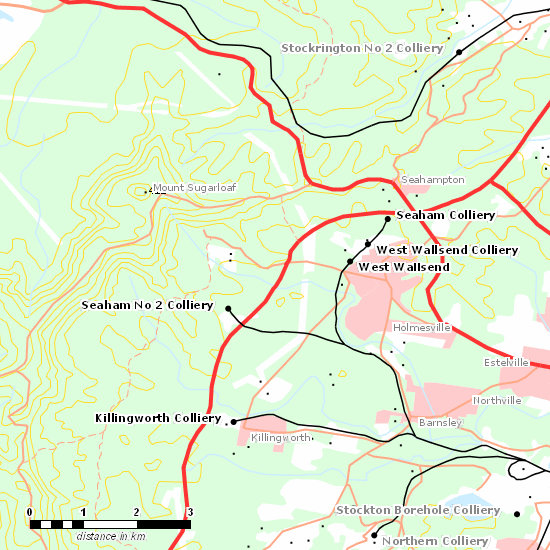 Stockrington No 2 Colliery
Seahampton
Mount Sugarloaf
412
Seaham Colliery
West Wallsend Colliery
West Wallsend
Seaham No 2 Colliery
Holmesville
Estelville
Northville
Killingworth Colliery
Barnsley
Killingworth
Stockton Borehole Colliery
0 1 2 3
distance in km
Northern Colliery